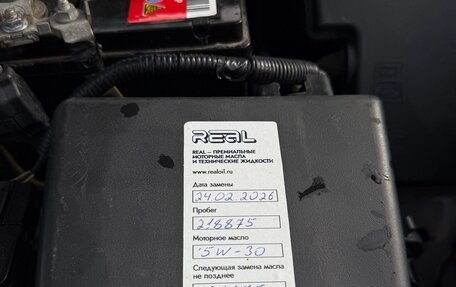 REAL
REAL – ПРЕМИАЛЬНЫЕ
МОТОРНЫЕ МАСЛА
И ТЕХНИЧЕСКИЕ ЖИДКОСТИ
www.realoil.ru
Дата замены
24.02.2026
Пробег
218875
Моторное масло
5W-30
Следующая замена масла
не позднее